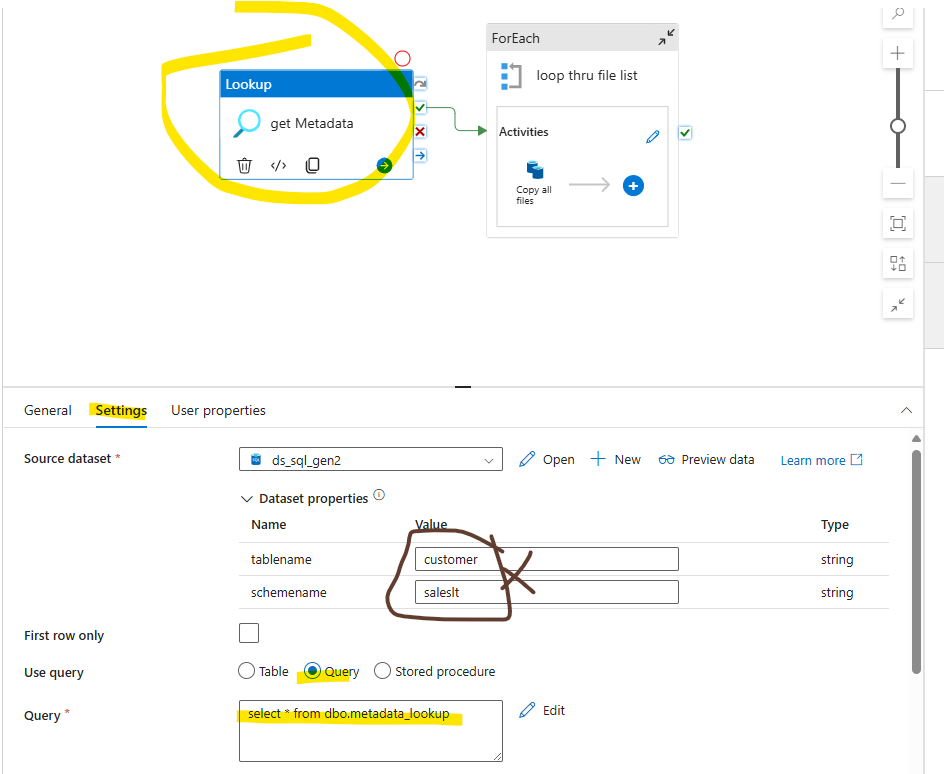 ForEach
loop thru file list
Lookup
get Metadata
Activities
Copy all
files
General Settings User properties
Source dataset * ds_sql_gen2 Open New Preview data Learn more
Dataset properties
Name Value Type
tablename customer string
schemename saleslt string
First row only
Use query Table Query Stored procedure
Query * select * from dbo.metadata_lookup Edit